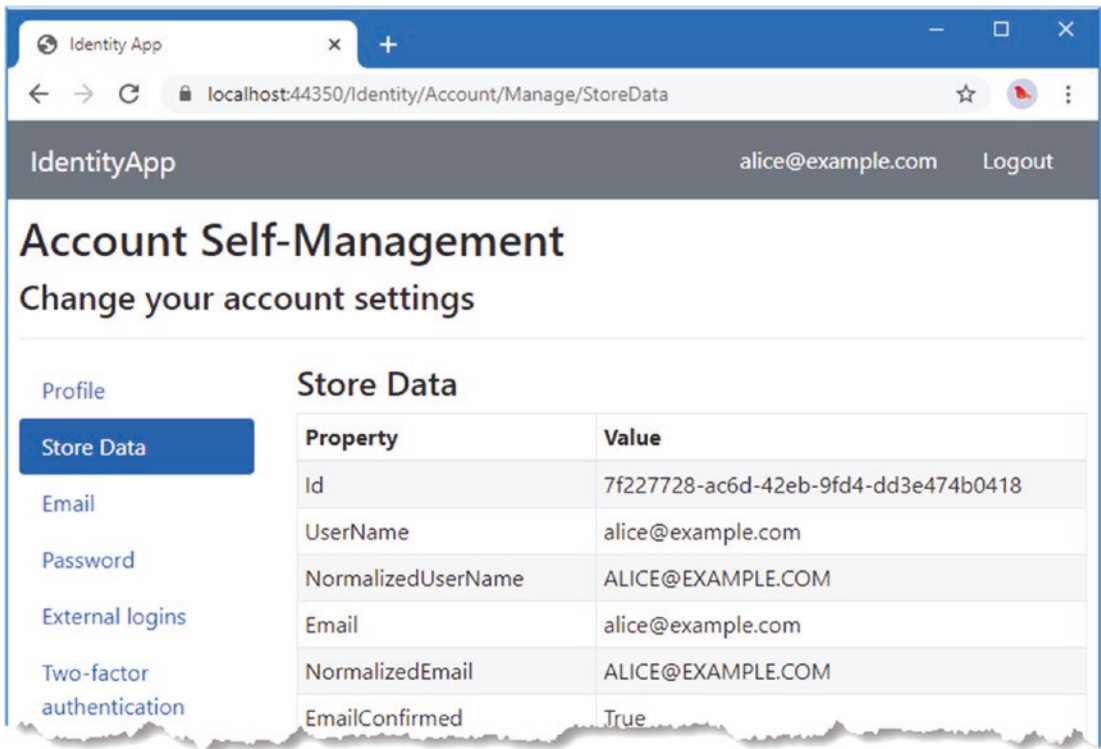 Identity App
localhost:44350/Identity/Account/Manage/StoreData
IdentityApp alice@example.com Logout
Account Self-Management
Change your account settings
Profile
Store Data
Email
Password
External logins
Two-factor
authentication
Store Data
Property Value
Id 7f227728-ac6d-42eb-9fd4-dd3e474b0418
UserName alice@example.com
NormalizedUserName ALICE@EXAMPLE.COM
Email alice@example.com
NormalizedEmail ALICE@EXAMPLE.COM
EmailConfirmed True